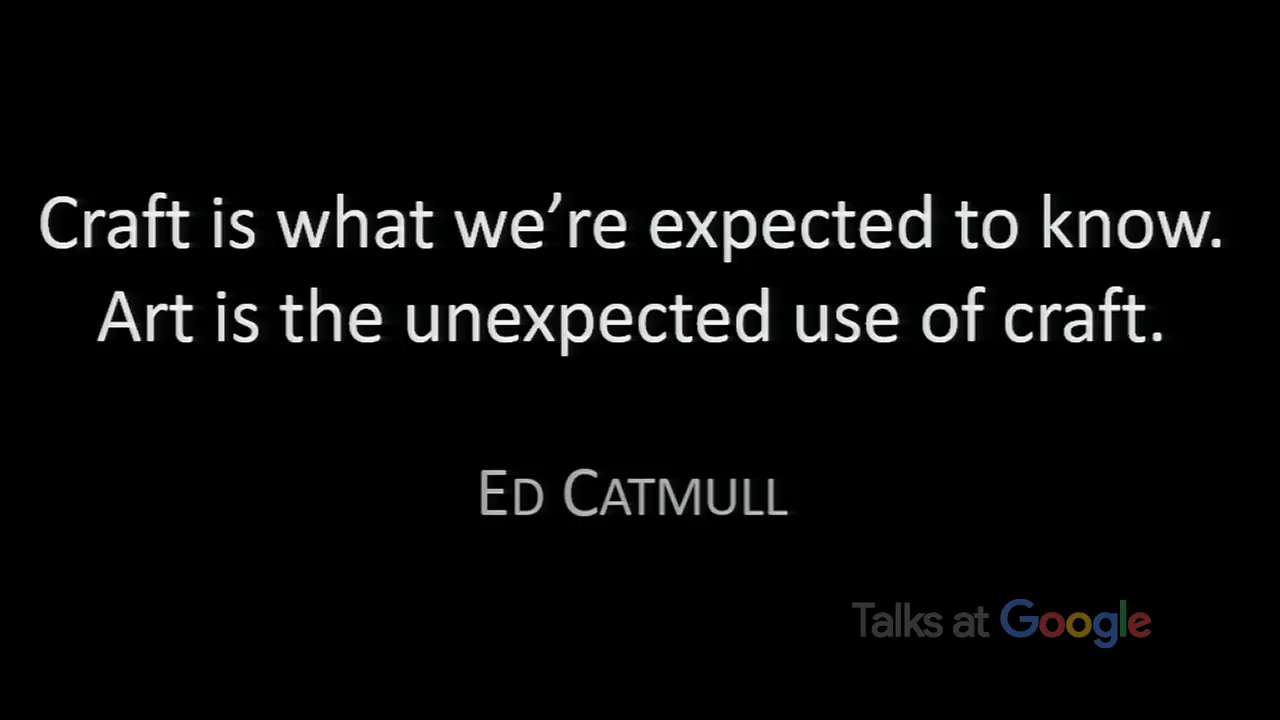 Craft is what we’re expected to know.
Art is the unexpected use of craft.
ED CATMULL
Talks at Google